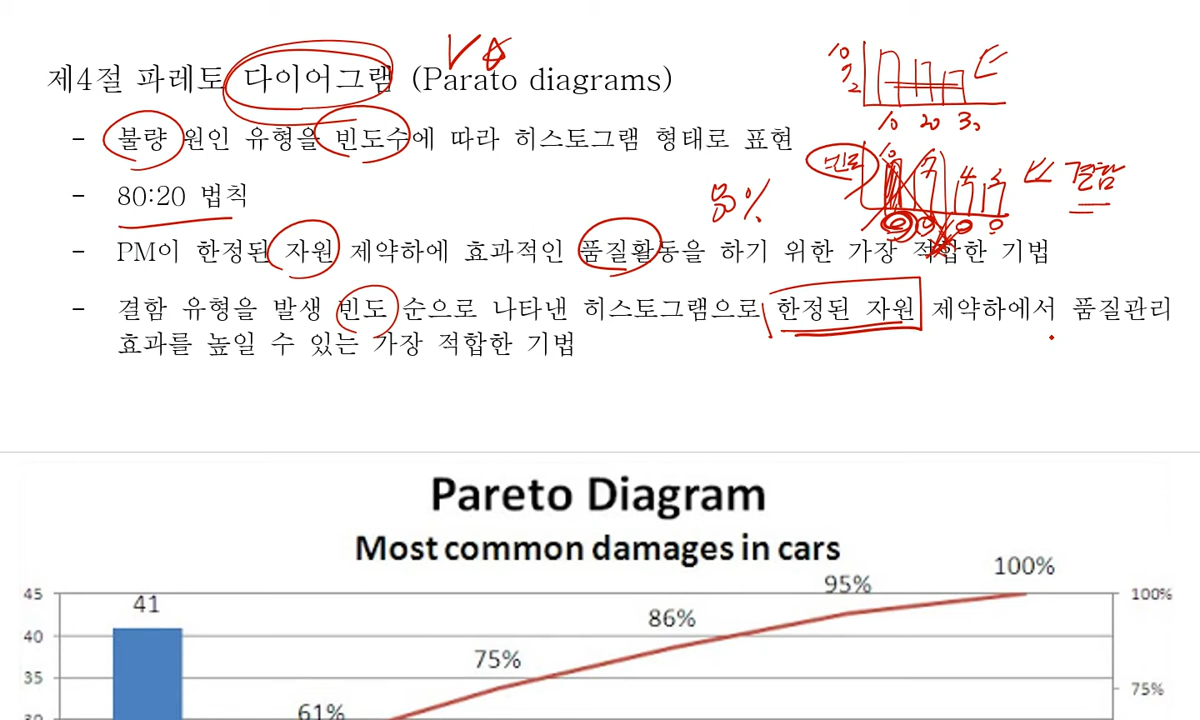 제4절 파레토 다이어그램 (Parato diagrams)
10
5
2
10 20 30
- 불량 원인 유형을 빈도수에 따라 히스토그램 형태로 표현
빈도
10
결함
- 80:20 법칙
80%
- PM이 한정된 자원 제약하에 효과적인 품질활동을 하기 위한 가장 적합한 기법
- 결함 유형을 발생 빈도 순으로 나타낸 히스토그램으로 한정된 자원 제약하에서 품질관리
효과를 높일 수 있는 가장 적합한 기법
Pareto Diagram
Most common damages in cars
100%
95%
45 41 100%
86%
40
75%
35 75%
61%
30